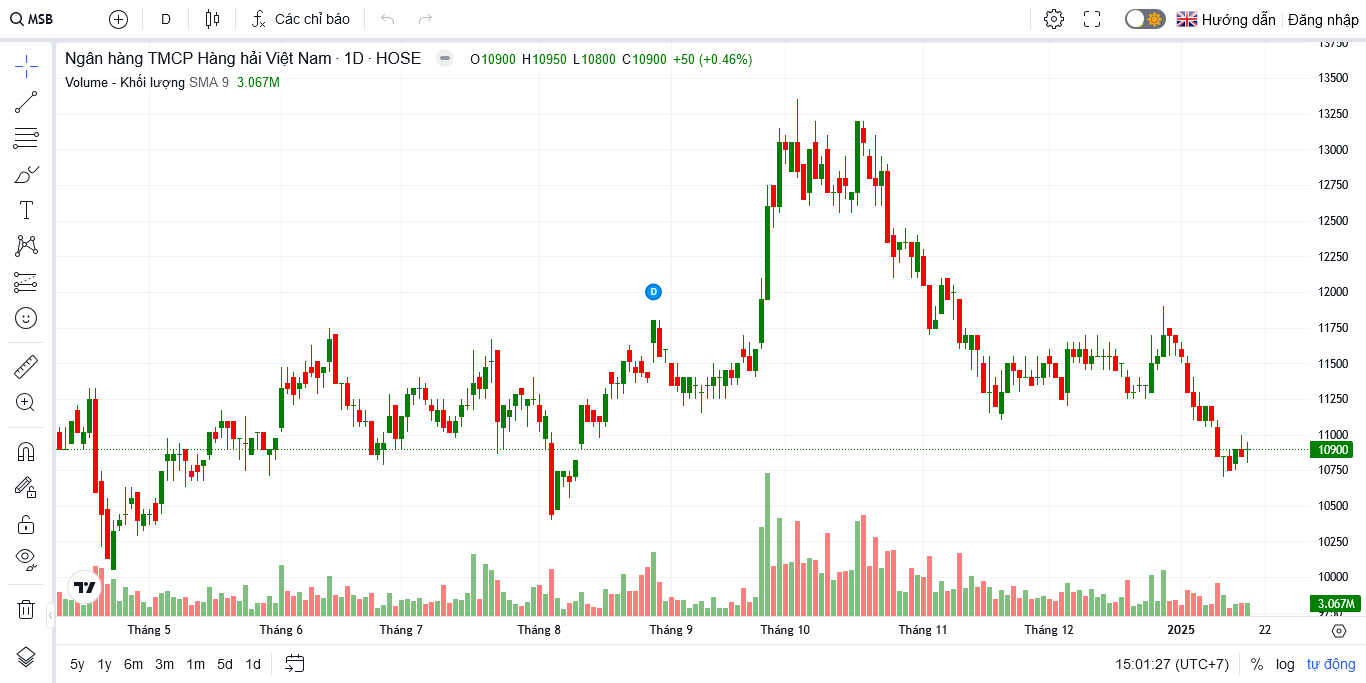 MSB D Các chỉ báo Hướng dẫn Đăng nhập
Ngân hàng TMCP Hàng hải Việt Nam · 1D · HOSE O10900 H10950 L10800 C10900 +50 (+0.46%)
Volume - Khối lượng SMA 9 3.067M
D
13750
13500
13250
13000
12750
12500
12250
12000
11750
11500
11250
11000
10900
10750
10500
10250
10000
3.067M
Tháng 5 Tháng 6 Tháng 7 Tháng 8 Tháng 9 Tháng 10 Tháng 11 Tháng 12 2025 22
5y 1y 6m 3m 1m 5d 1d 15:01:27 (UTC+7) % log tự động